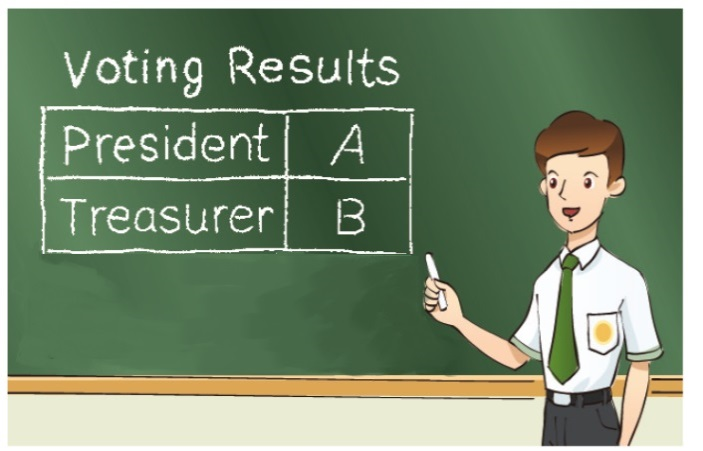 Voting Results
President A
Treasurer B